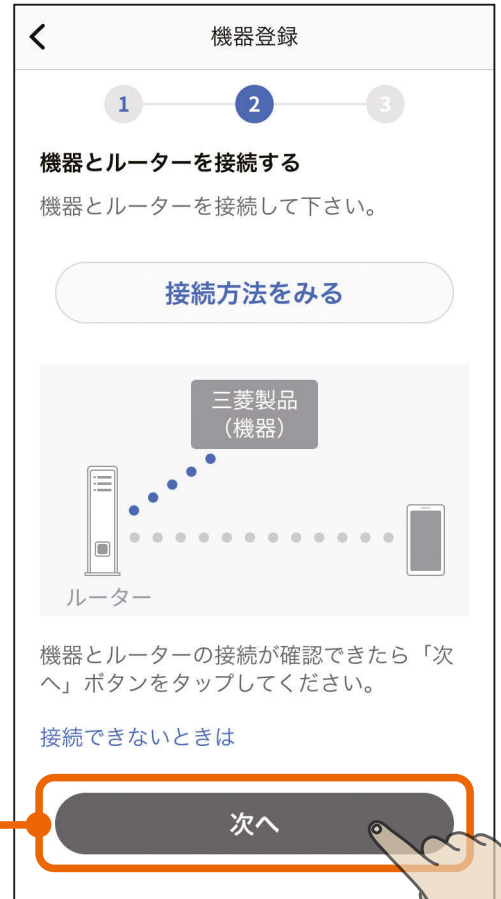 機器登録
1 2 3
機器とルーターを接続する
機器とルーターを接続して下さい。
接続方法をみる
三菱製品
（機器）
ルーター
機器とルーターの接続が確認できたら「次
へ」ボタンをタップしてください。
接続できないときは
次へ